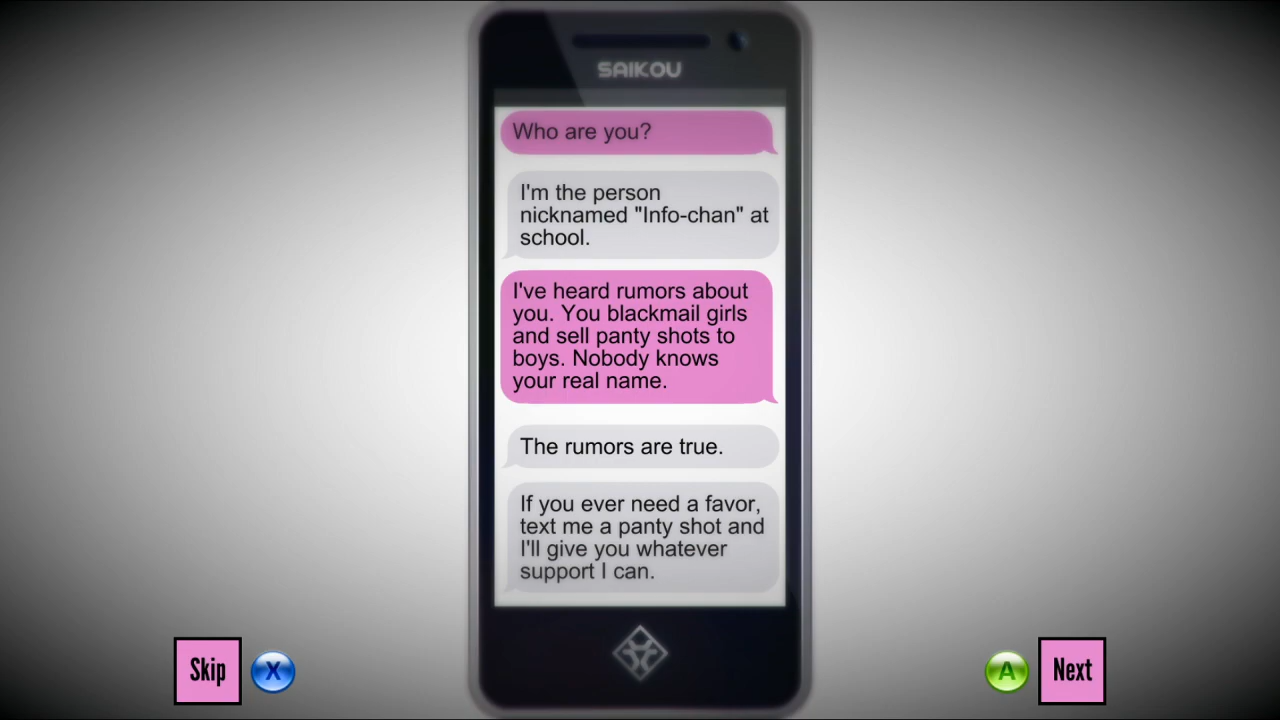 SAIKOU
Who are you?
I'm the person
nicknamed "Info-chan" at
school.
I've heard rumors about
you. You blackmail girls
and sell panty shots to
boys. Nobody knows
your real name.
The rumors are true.
If you ever need a favor,
text me a panty shot and
I'll give you whatever
support I can.
Skip X
A Next